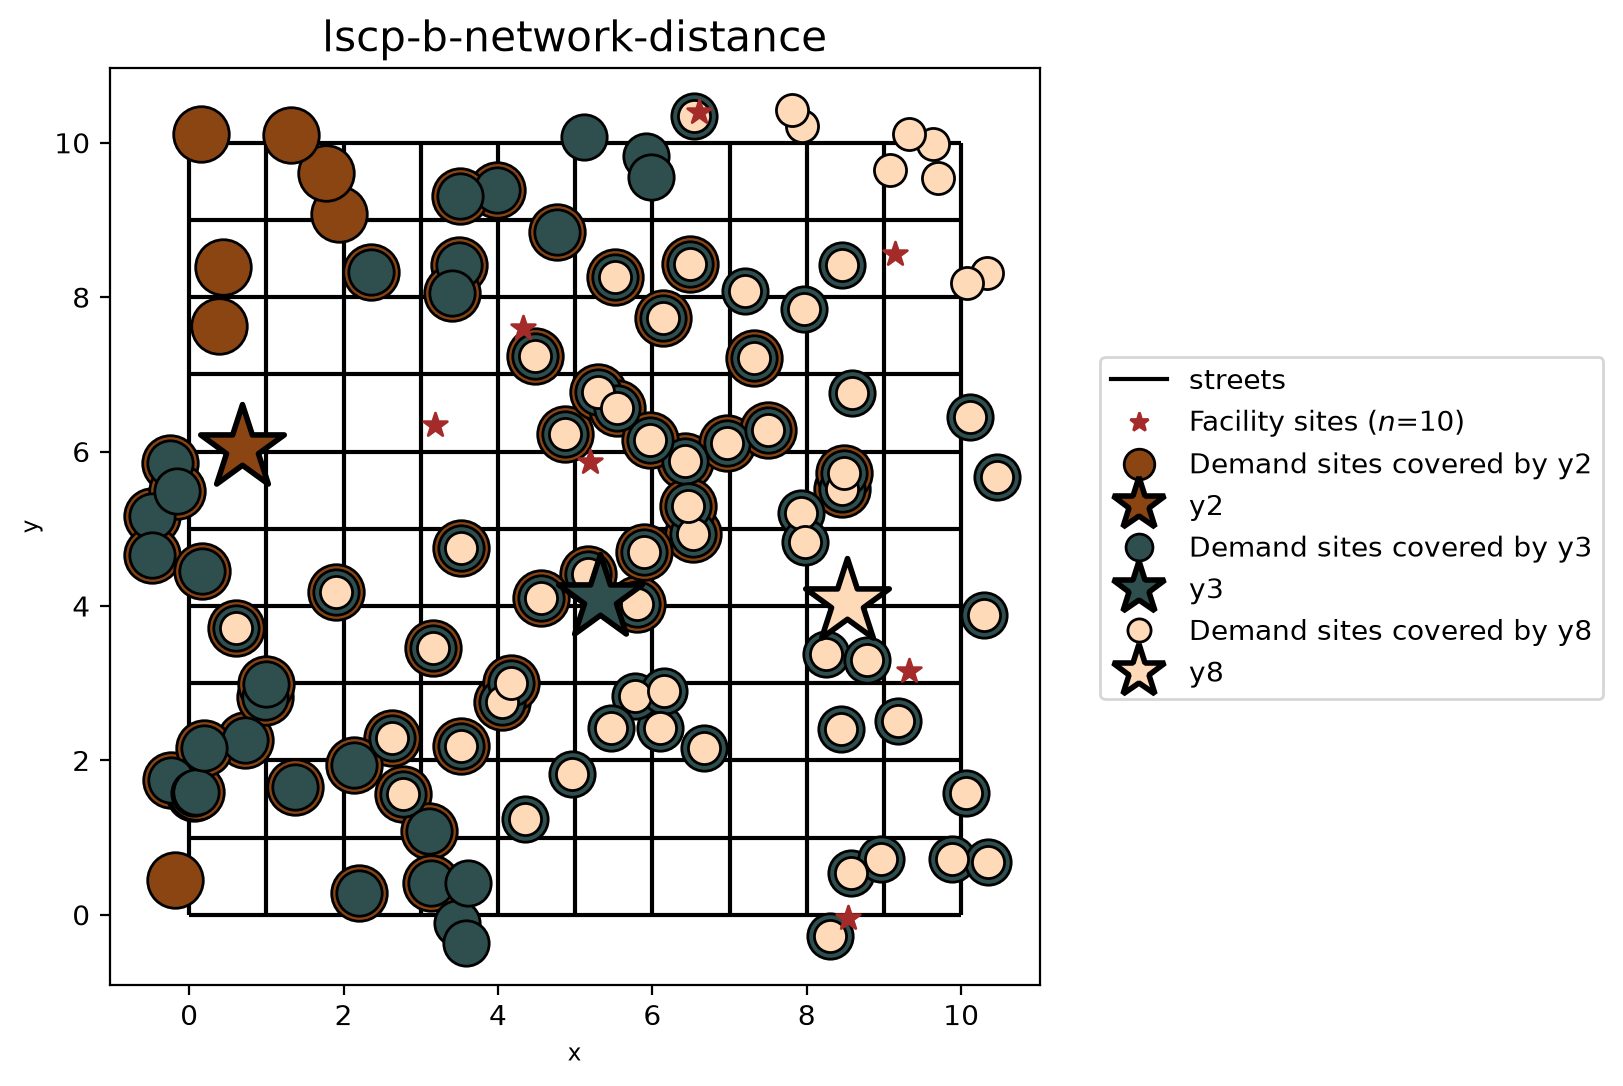 lscp-b-network-distance
y
10
8
6
4
2
0
0 2 4 6 8 10
x
streets
Facility sites (n=10)
Demand sites covered by y2
y2
Demand sites covered by y3
y3
Demand sites covered by y8
y8